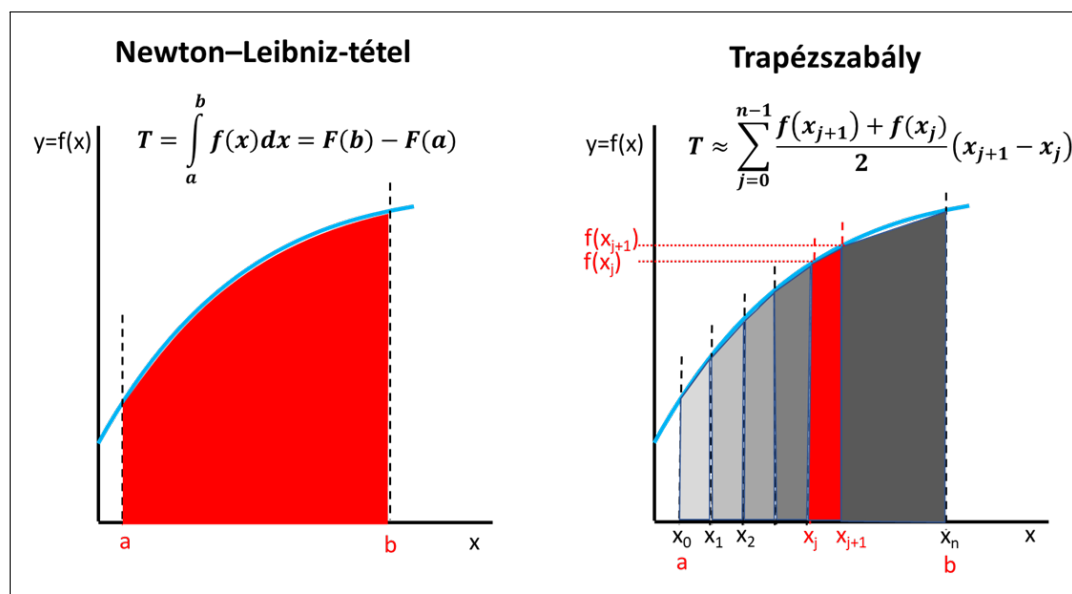 Newton–Leibniz-tétel
y=f(x)
T = ∫_a^b f(x)dx = F(b) − F(a)
a
b
x
Trapézszabály
y=f(x)
T ≈ ∑_{j=0}^{n−1} \frac{f(x_{j+1}) + f(x_j)}{2} (x_{j+1} − x_j)
f(x_{j+1})
f(x_j)
x_0 x_1 x_2 x_j x_{j+1} x_n x
a b